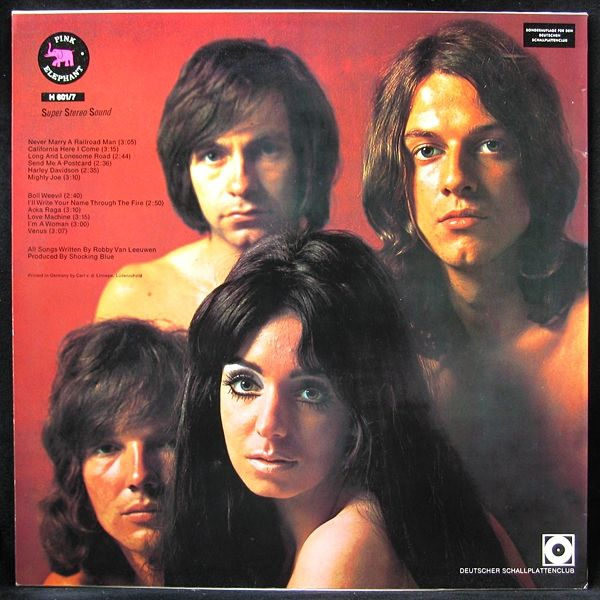 PINK
ELEPHANT
H 601/7
Super Stereo Sound
SONDERAUFLAGE FÜR DEN
DEUTSCHEN
SCHALLPLATTENCLUB
Never Marry A Railroad Man (3:05)
California Here I Come (3:15)
Long And Lonesome Road (2:44)
Send Me A Postcard (2:36)
Harley Davidson (2:35)
Mighty Joe (3:10)
Boll Weevil (2:40)
I'll Write Your Name Through The Fire (2:50)
Acka Raga (3:10)
Love Machine (3:15)
I'm A Woman (3:00)
Venus (3:07)
All Songs Written By Robby Van Leeuwen
Produced By Shocking Blue
Printed in Germany by Carl v. d. Linnepe, Lüdenscheid
DEUTSCHER SCHALLPLATTENCLUB